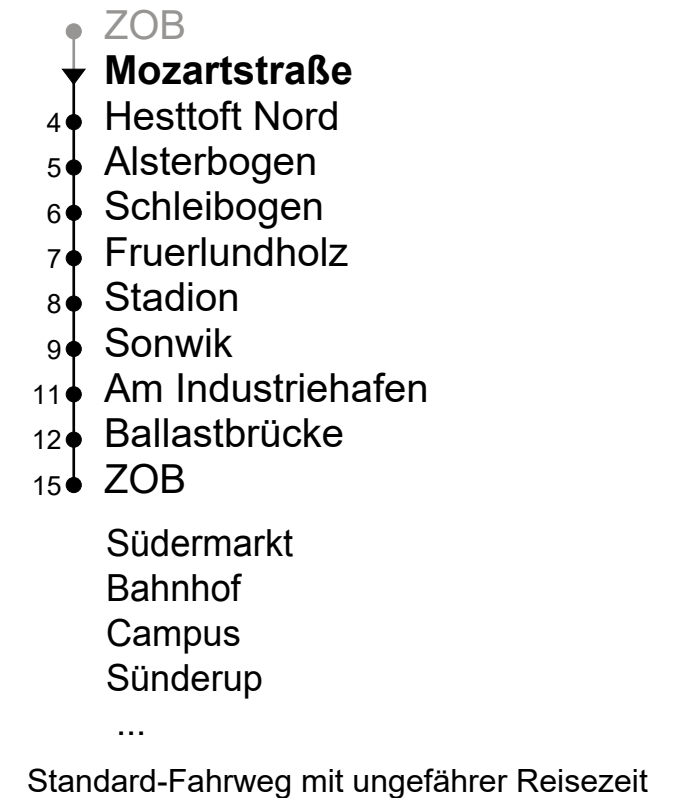 ZOB
Mozartstraße
4 Hesttoft Nord
5 Alsterbogen
6 Schleibogen
7 Fruerlundholz
8 Stadion
9 Sonwik
11 Am Industriehafen
12 Ballastbrücke
15 ZOB
Südermarkt
Bahnhof
Campus
Sünderup
...
Standard-Fahrweg mit ungefährer Reisezeit